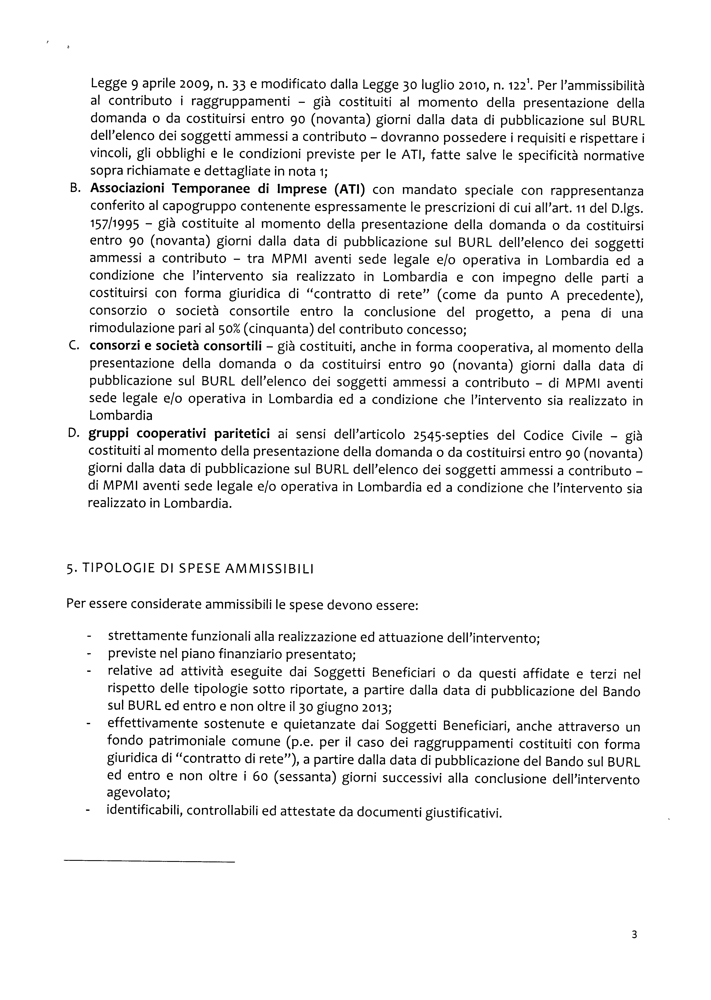 Legge 9 aprile 2009, n. 33 e modificato dalla Legge 30 luglio 2010, n. 122¹. Per l'ammissibilità
al contributo i raggruppamenti – già costituiti al momento della presentazione della
domanda o da costituirsi entro 90 (novanta) giorni dalla data di pubblicazione sul BURL
dell'elenco dei soggetti ammessi a contributo – dovranno possedere i requisiti e rispettare i
vincoli, gli obblighi e le condizioni previste per le ATI, fatte salve le specificità normative
sopra richiamate e dettagliate in nota 1;
B. Associazioni Temporanee di Imprese (ATI) con mandato speciale con rappresentanza
conferito al capogruppo contenente espressamente le prescrizioni di cui all'art. 11 del D.lgs.
157/1995 – già costituite al momento della presentazione della domanda o da costituirsi
entro 90 (novanta) giorni dalla data di pubblicazione sul BURL dell'elenco dei soggetti
ammessi a contributo – tra MPMI aventi sede legale e/o operativa in Lombardia ed a
condizione che l'intervento sia realizzato in Lombardia e con impegno delle parti a
costituirsi con forma giuridica di "contratto di rete" (come da punto A precedente),
consorzio o società consortile entro la conclusione del progetto, a pena di una
rimodulazione pari al 50% (cinquanta) del contributo concesso;
C. consorzi e società consortili – già costituiti, anche in forma cooperativa, al momento della
presentazione della domanda o da costituirsi entro 90 (novanta) giorni dalla data di
pubblicazione sul BURL dell'elenco dei soggetti ammessi a contributo – di MPMI aventi
sede legale e/o operativa in Lombardia ed a condizione che l'intervento sia realizzato in
Lombardia
D. gruppi cooperativi paritetici ai sensi dell'articolo 2545-septies del Codice Civile – già
costituiti al momento della presentazione della domanda o da costituirsi entro 90 (novanta)
giorni dalla data di pubblicazione sul BURL dell'elenco dei soggetti ammessi a contributo –
di MPMI aventi sede legale e/o operativa in Lombardia ed a condizione che l'intervento sia
realizzato in Lombardia.
5. TIPOLOGIE DI SPESE AMMISSIBILI
Per essere considerate ammissibili le spese devono essere:
- strettamente funzionali alla realizzazione ed attuazione dell'intervento;
- previste nel piano finanziario presentato;
- relative ad attività eseguite dai Soggetti Beneficiari o da questi affidate e terzi nel
rispetto delle tipologie sotto riportate, a partire dalla data di pubblicazione del Bando
sul BURL ed entro e non oltre il 30 giugno 2013;
- effettivamente sostenute e quietanzate dai Soggetti Beneficiari, anche attraverso un
fondo patrimoniale comune (p.e. per il caso dei raggruppamenti costituiti con forma
giuridica di "contratto di rete"), a partire dalla data di pubblicazione del Bando sul BURL
ed entro e non oltre i 60 (sessanta) giorni successivi alla conclusione dell'intervento
agevolato;
- identificabili, controllabili ed attestate da documenti giustificativi.
3